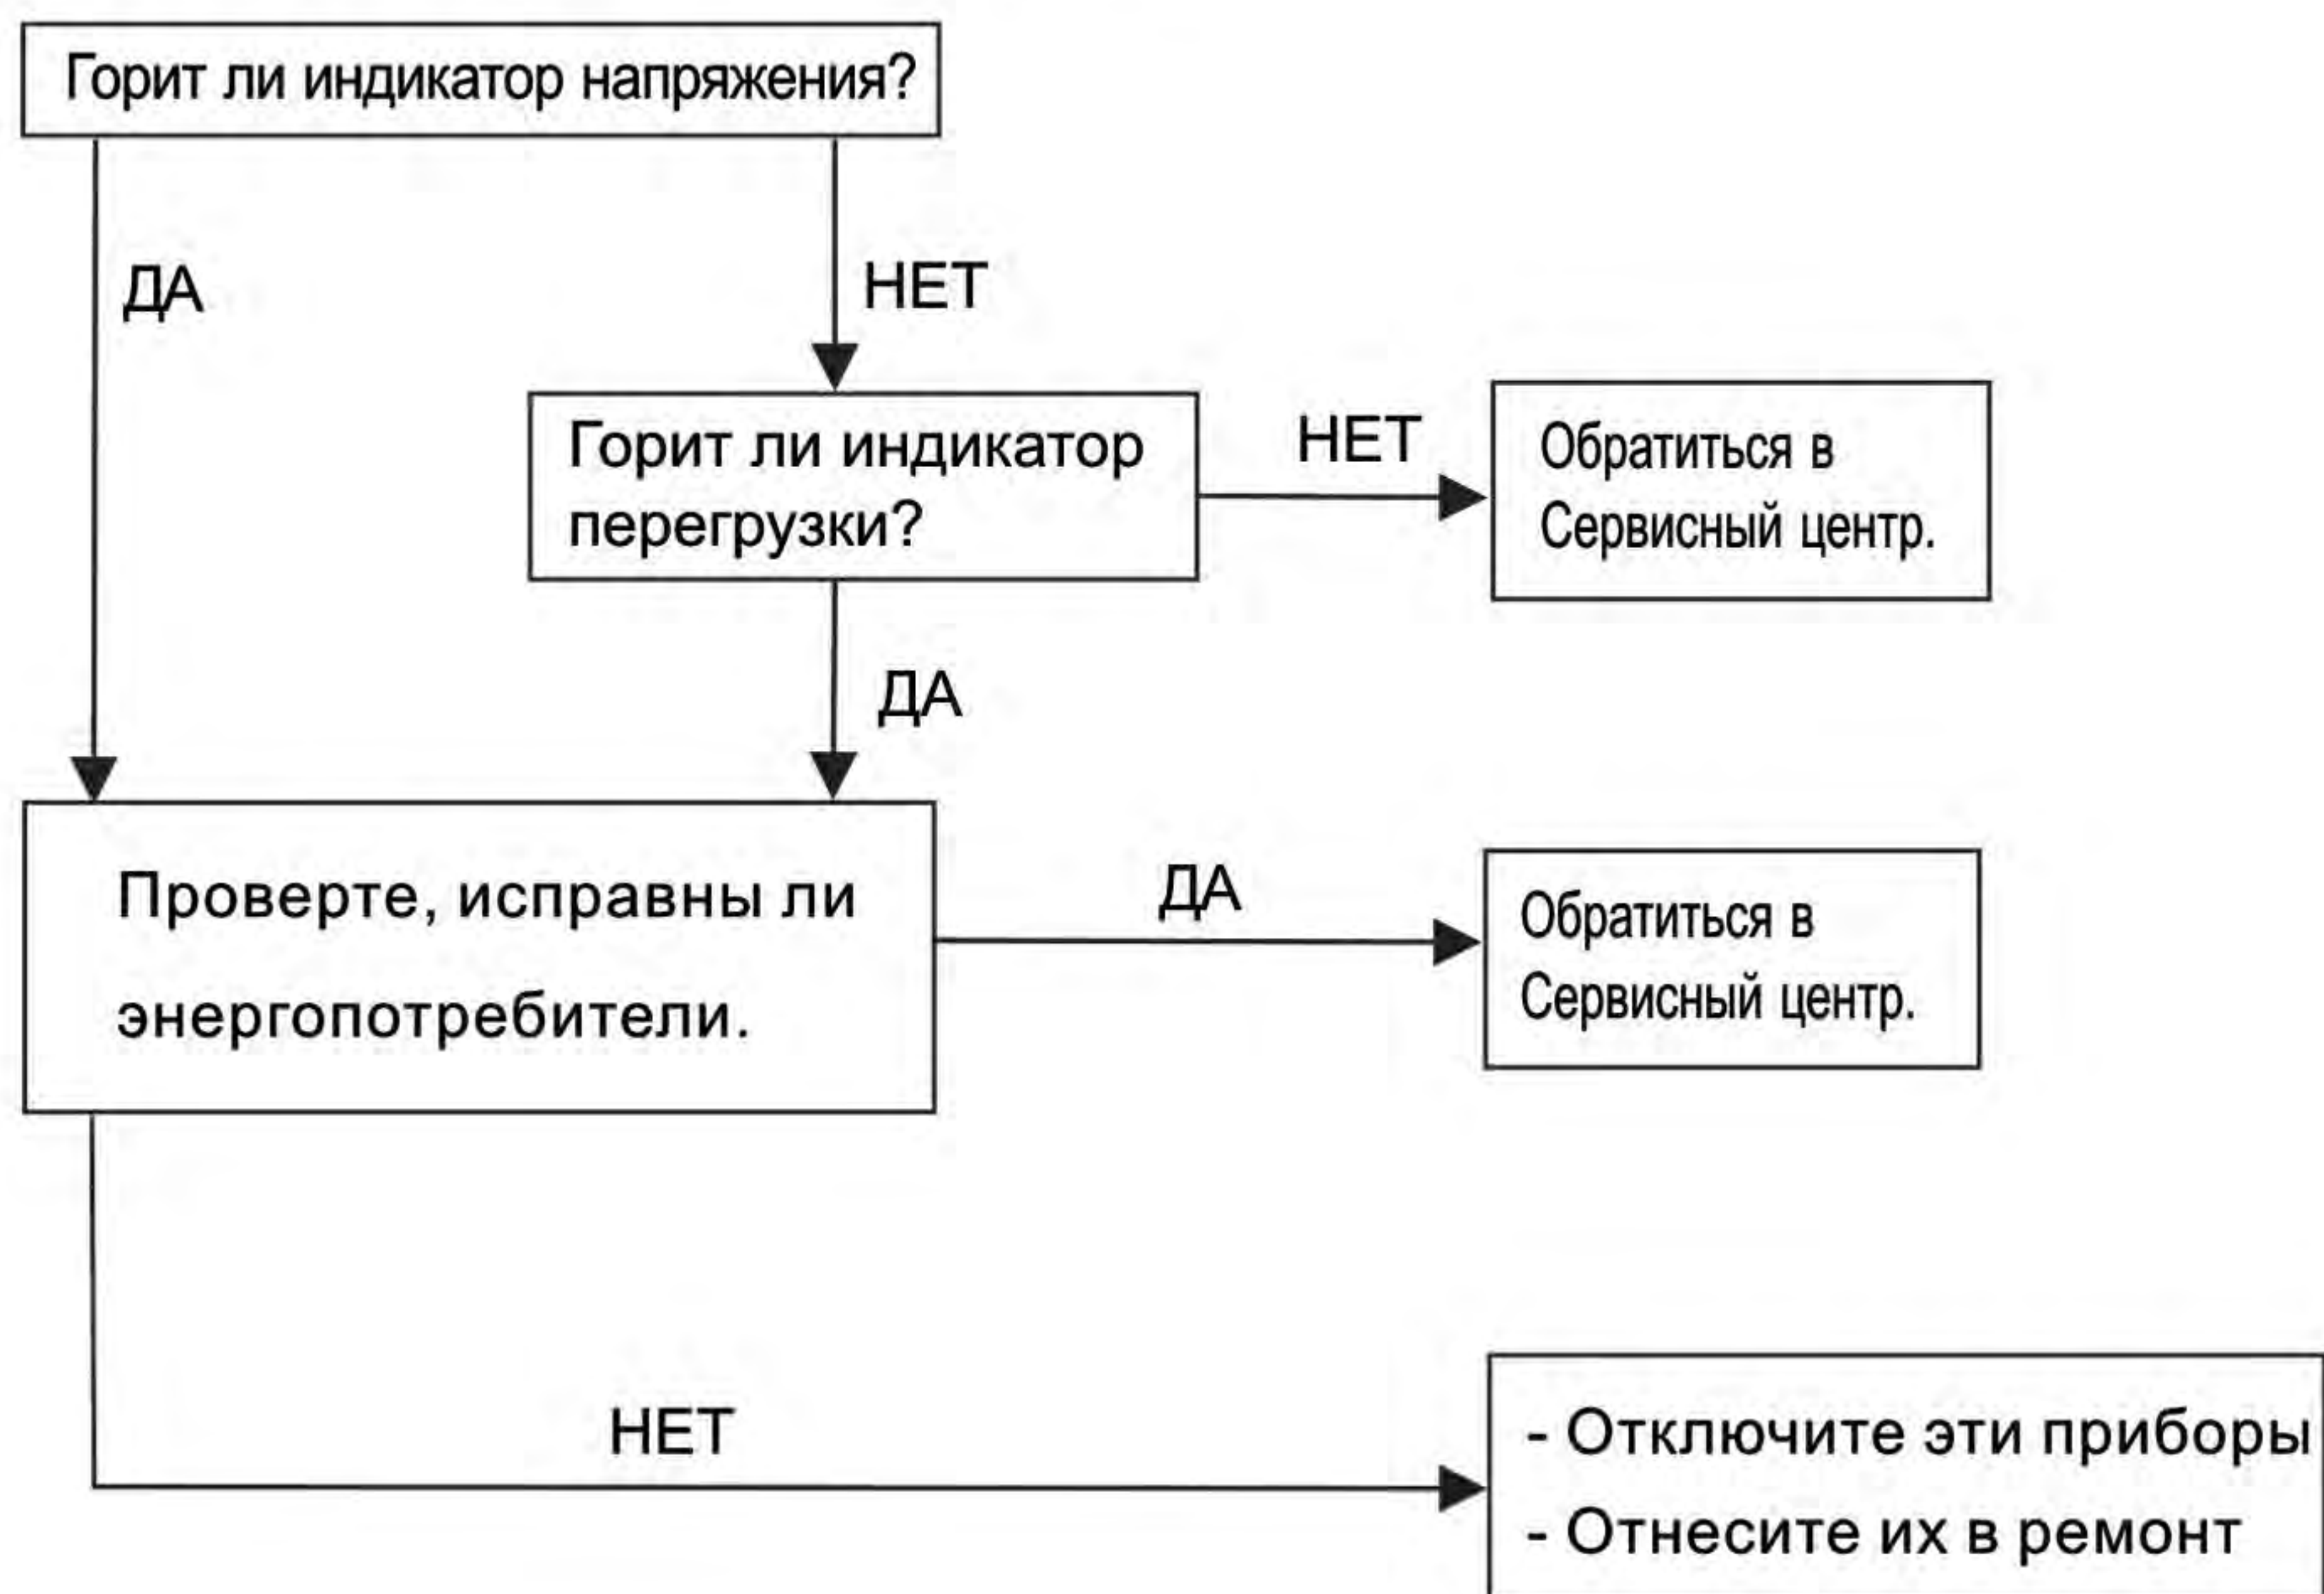 Горит ли индикатор напряжения?
ДА
НЕТ
Горит ли индикатор
перегрузки?
НЕТ
Обратиться в
Сервисный центр.
ДА
Проверте, исправны ли
энергопотребители.
ДА
Обратиться в
Сервисный центр.
НЕТ
- Отключите эти приборы
- Отнесите их в ремонт